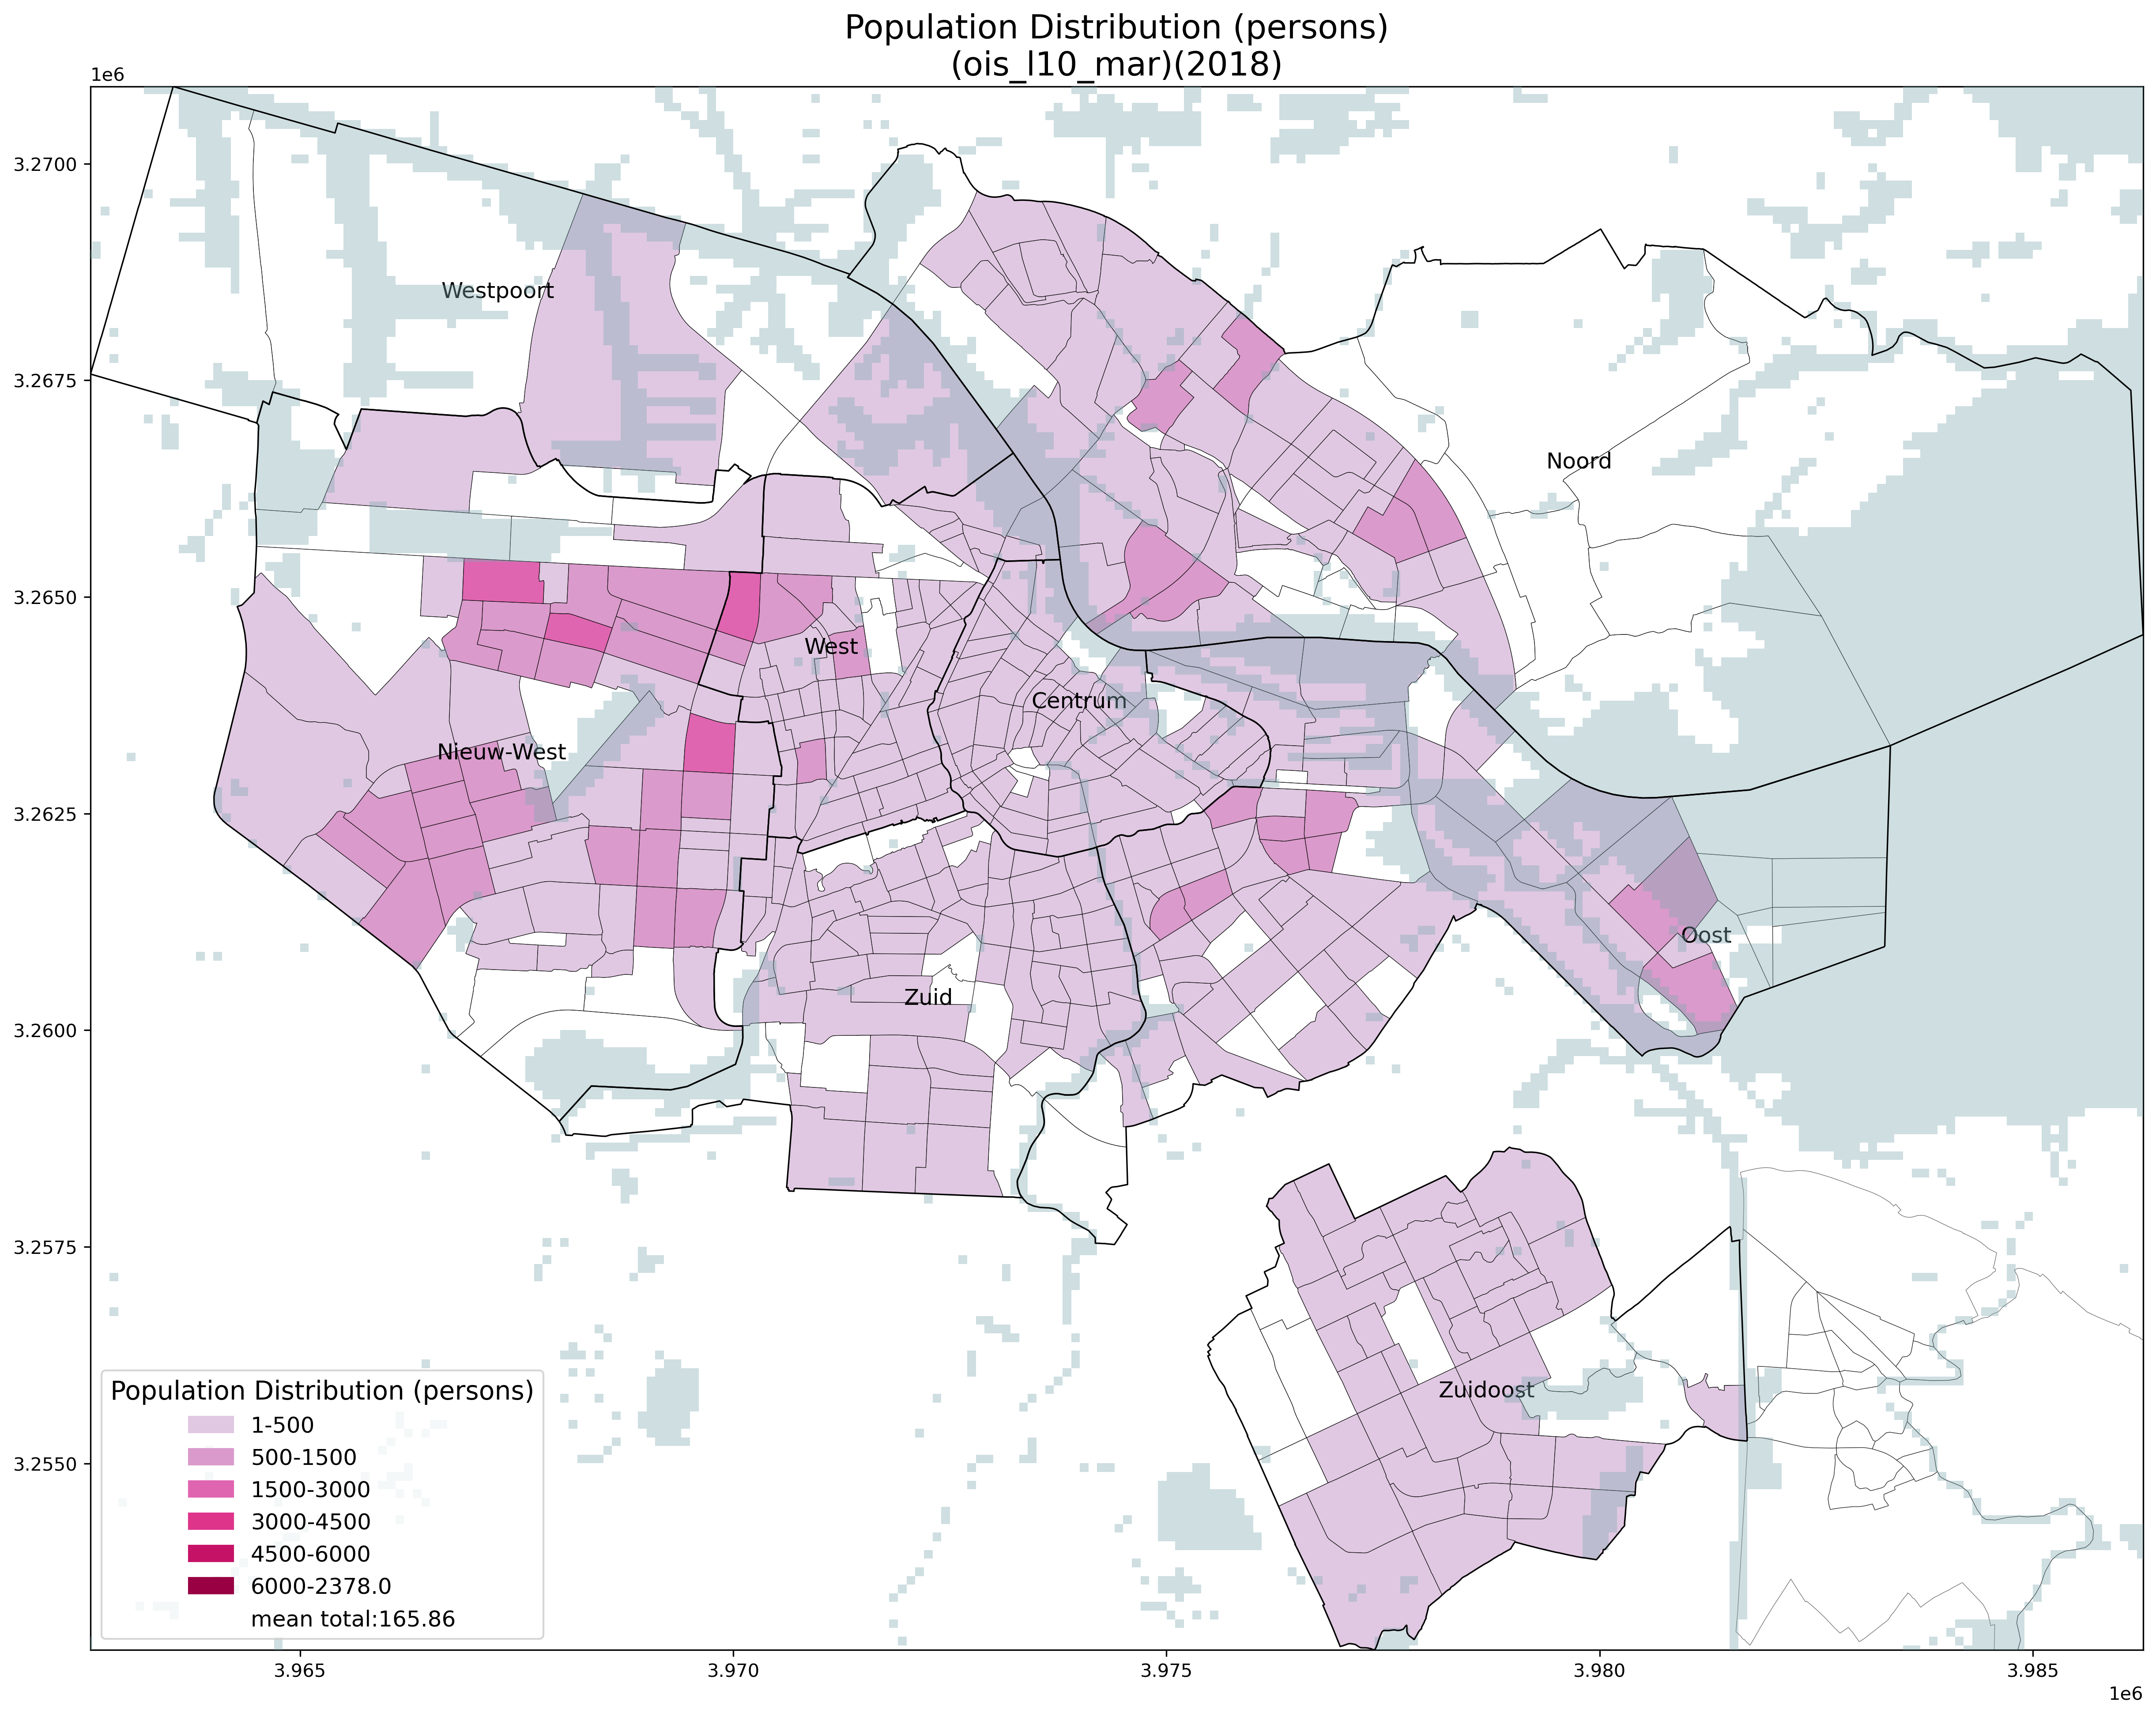 Population Distribution (persons)
(ois_l10_mar)(2018)
1e6
3.2700
3.2675
3.2650
3.2625
3.2600
3.2575
3.2550
Westpoort
Noord
West
Centrum
Nieuw-West
Oost
Zuid
Zuidoost
Population Distribution (persons)
1-500
500-1500
1500-3000
3000-4500
4500-6000
6000-2378.0
mean total:165.86
3.965
3.970
3.975
3.980
3.985
1e6